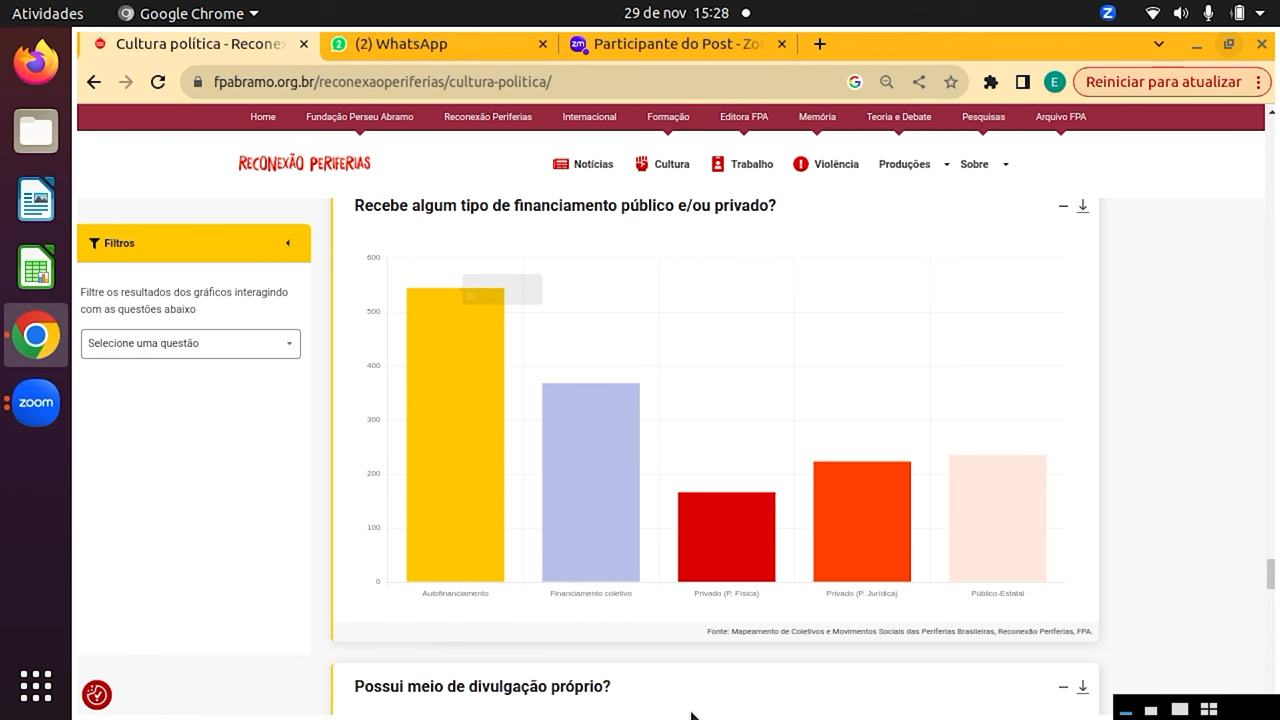 Atividades
Google Chrome
29 de nov 15:28
Cultura política - Reconex
(2) WhatsApp
Participante do Post - Zoo
fpabramo.org.br/reconexaoperiferias/cultura-politica/
E
Reiniciar para atualizar
Home
Fundação Perseu Abramo
Reconexão Periferias
Internacional
Formação
Editora FPA
Memória
Teoria e Debate
Pesquisas
Arquivo FPA
RECONEXÃO PERIFERIAS
Notícias
Cultura
Trabalho
Violência
Produções
Sobre
Filtros
Filtre os resultados dos gráficos interagindo
com as questões abaixo
Selecione uma questão
Recebe algum tipo de financiamento público e/ou privado?
600
500
400
300
200
100
0
Autofinanciamento
Financiamento coletivo
Privado (P. Física)
Privado (P. Jurídica)
Público-Estatal
Fonte: Mapeamento de Coletivos e Movimentos Sociais das Periferias Brasileiras, Reconexão Periferias, FPA.
Possui meio de divulgação próprio?
zoom